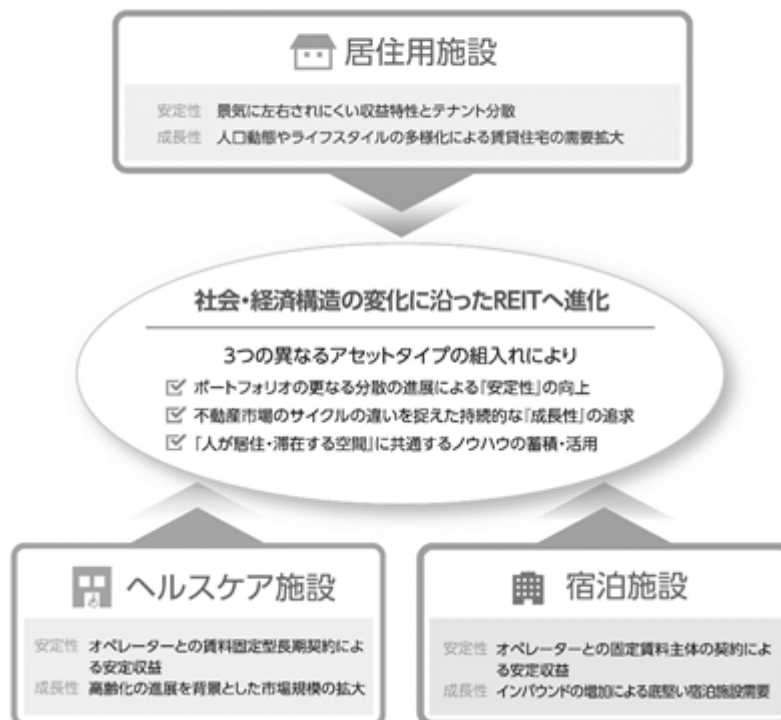 居住用施設
安定性 景気に左右されにくい収益特性とテナント分散
成長性 人口動態やライフスタイルの多様化による賃貸住宅の需要拡大
社会・経済構造の変化に沿ったREITへ進化
3つの異なるアセットタイプの組入れにより
ポートフォリオの更なる分散の進展による「安定性」の向上
不動産市場のサイクルの違いを捉えた持続的な「成長性」の追求
「人が居住・滞在する空間」に共通するノウハウの蓄積・活用
ヘルスケア施設
安定性 オペレーターとの賃料固定型長期契約によ
る安定収益
成長性 高齢化の進展を背景とした市場規模の拡大
宿泊施設
安定性 オペレーターとの固定賃料主体の契約によ
る安定収益
成長性 インバウンドの増加による底堅い宿泊施設需要